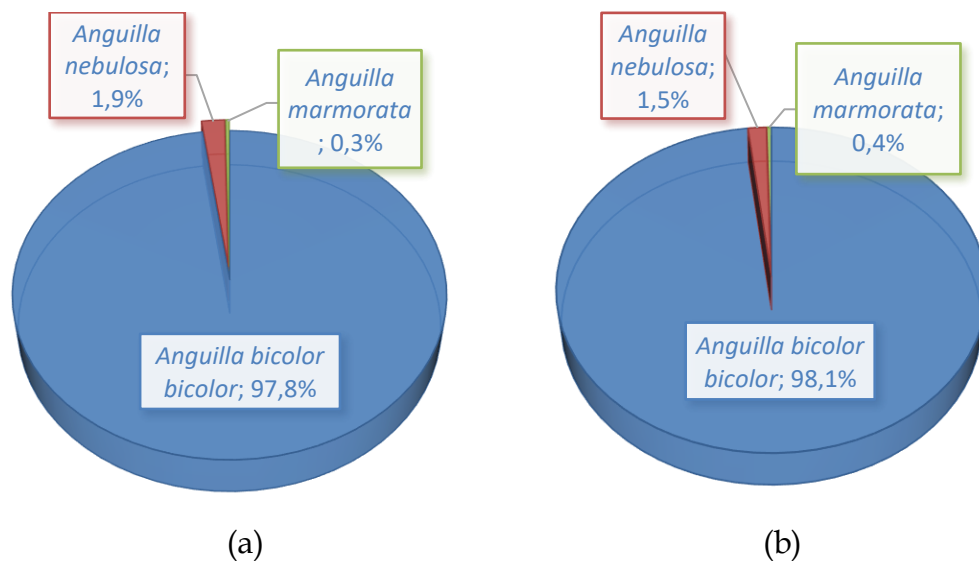 Anguilla
nebulosa;
1,9%
Anguilla
marmorata
; 0,3%
Anguilla bicolor
bicolor; 97,8%
(a)
Anguilla
nebulosa;
1,5%
Anguilla
marmorata;
0,4%
Anguilla bicolor
bicolor; 98,1%
(b)